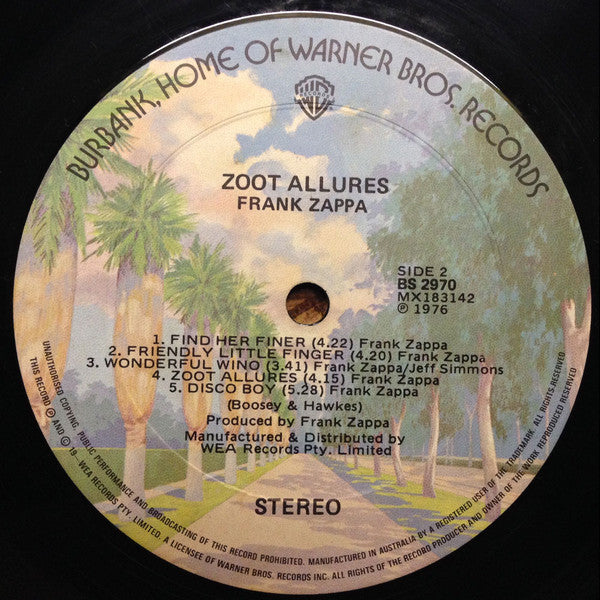 BURBANK, HOME OF WARNER BROS. RECORDS
WB
RECORDS
ZOOT ALLURES
FRANK ZAPPA
SIDE 2
BS 2970
MX183142
℗ 1976
1. FIND HER FINER (4.22) Frank Zappa
2. FRIENDLY LITTLE FINGER (4.20) Frank Zappa
3. WONDERFUL WINO (3.41) Frank Zappa/Jeff Simmons
4. ZOOT ALLURES (4.15) Frank Zappa
5. DISCO BOY (5.28) Frank Zappa
(Boosey & Hawkes)
Produced by Frank Zappa
Manufactured & Distributed by
WEA Records Pty. Limited
STEREO
UNAUTHORISED COPYING, PUBLIC PERFORMANCE AND BROADCASTING OF THIS RECORD PROHIBITED. MANUFACTURED IN AUSTRALIA BY A REGISTERED USER OF THE TRADEMARK. ALL RIGHTS RESERVED.
THIS RECORD ℗ AND © 19 - WEA RECORDS PTY. LIMITED. A LICENSEE OF WARNER BROS. RECORDS INC. ALL RIGHTS OF THE RECORD PRODUCER AND OWNER OF THE WORK REPRODUCED RESERVED